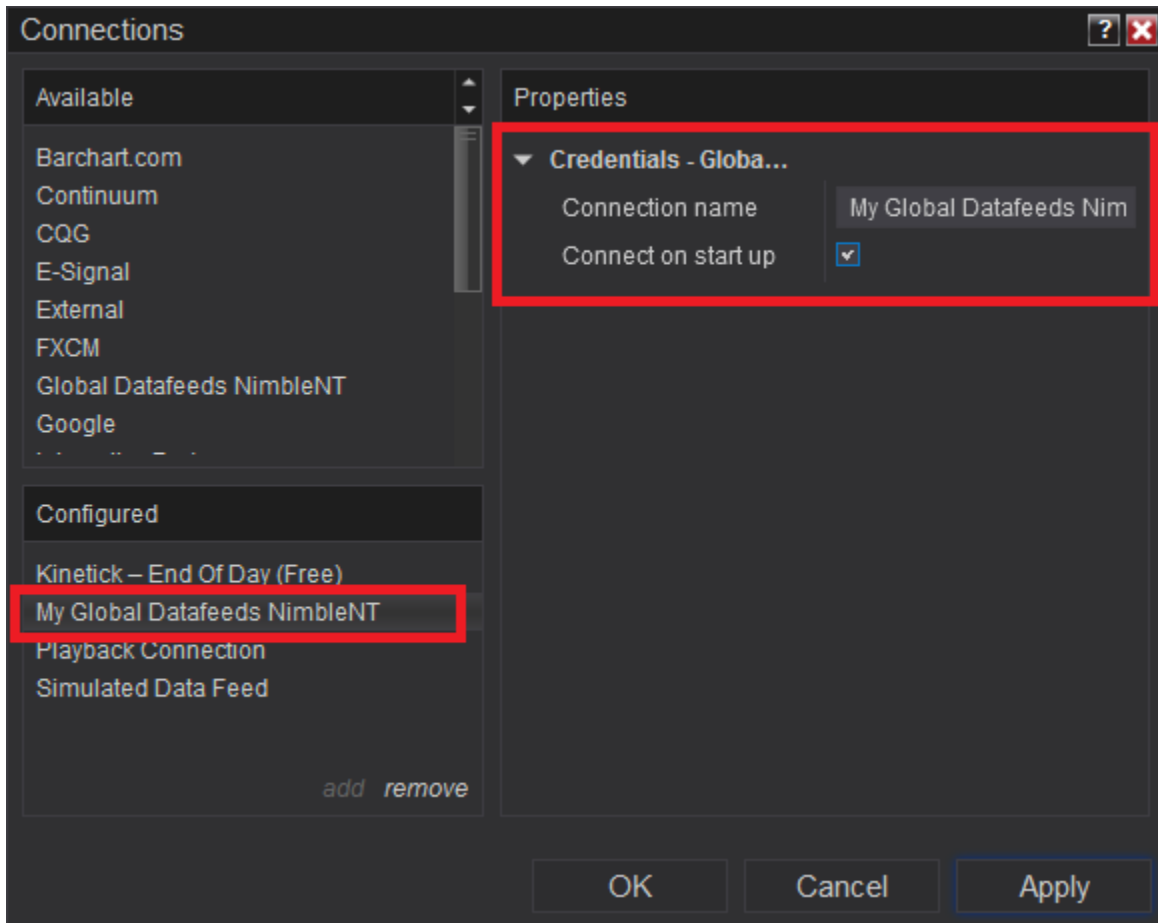 Connections
?
Available
Barchart.com
Continuum
CQG
E-Signal
External
FXCM
Global Datafeeds NimbleNT
Google
Configured
Kinetick – End Of Day (Free)
My Global Datafeeds NimbleNT
Playback Connection
Simulated Data Feed
add remove
Properties
Credentials - Globa...
Connection name My Global Datafeeds Nim
Connect on start up
OK Cancel Apply